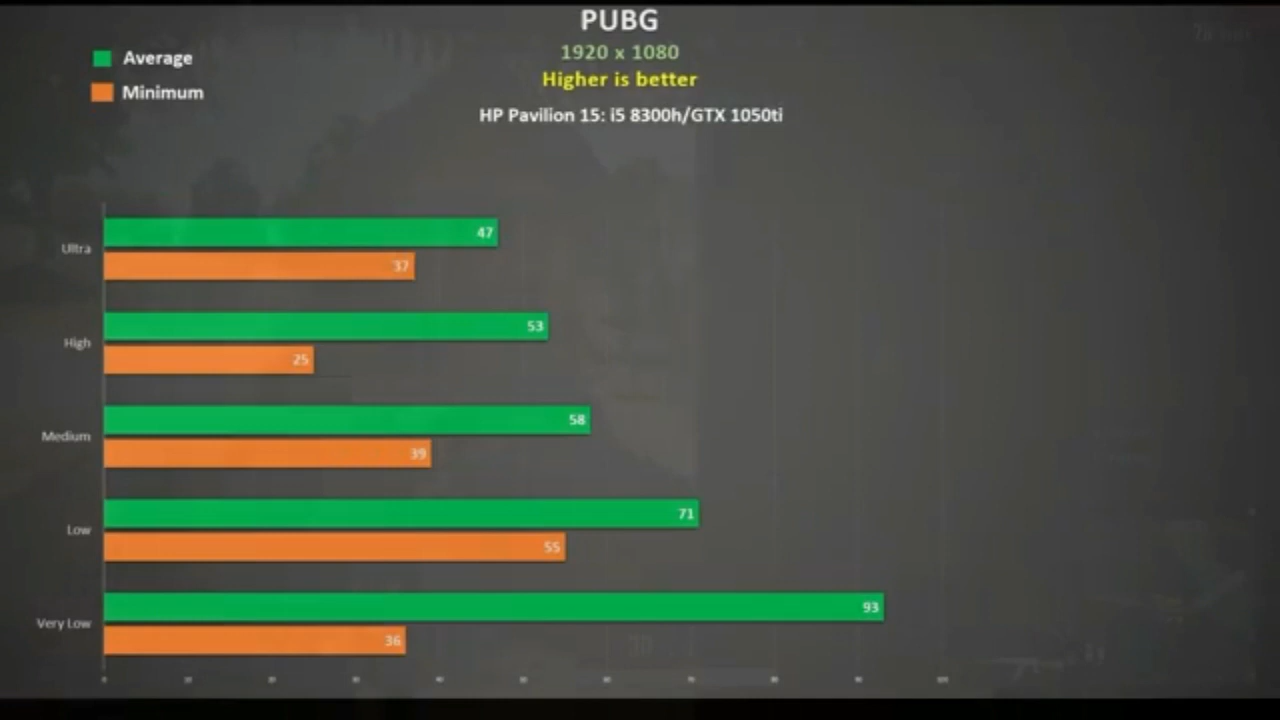 PUBG
1920 x 1080
Higher is better
HP Pavilion 15: i5 8300h/GTX 1050ti
Average
Minimum
Ultra
47
37
High
53
25
Medium
58
39
Low
71
55
Very Low
93
36